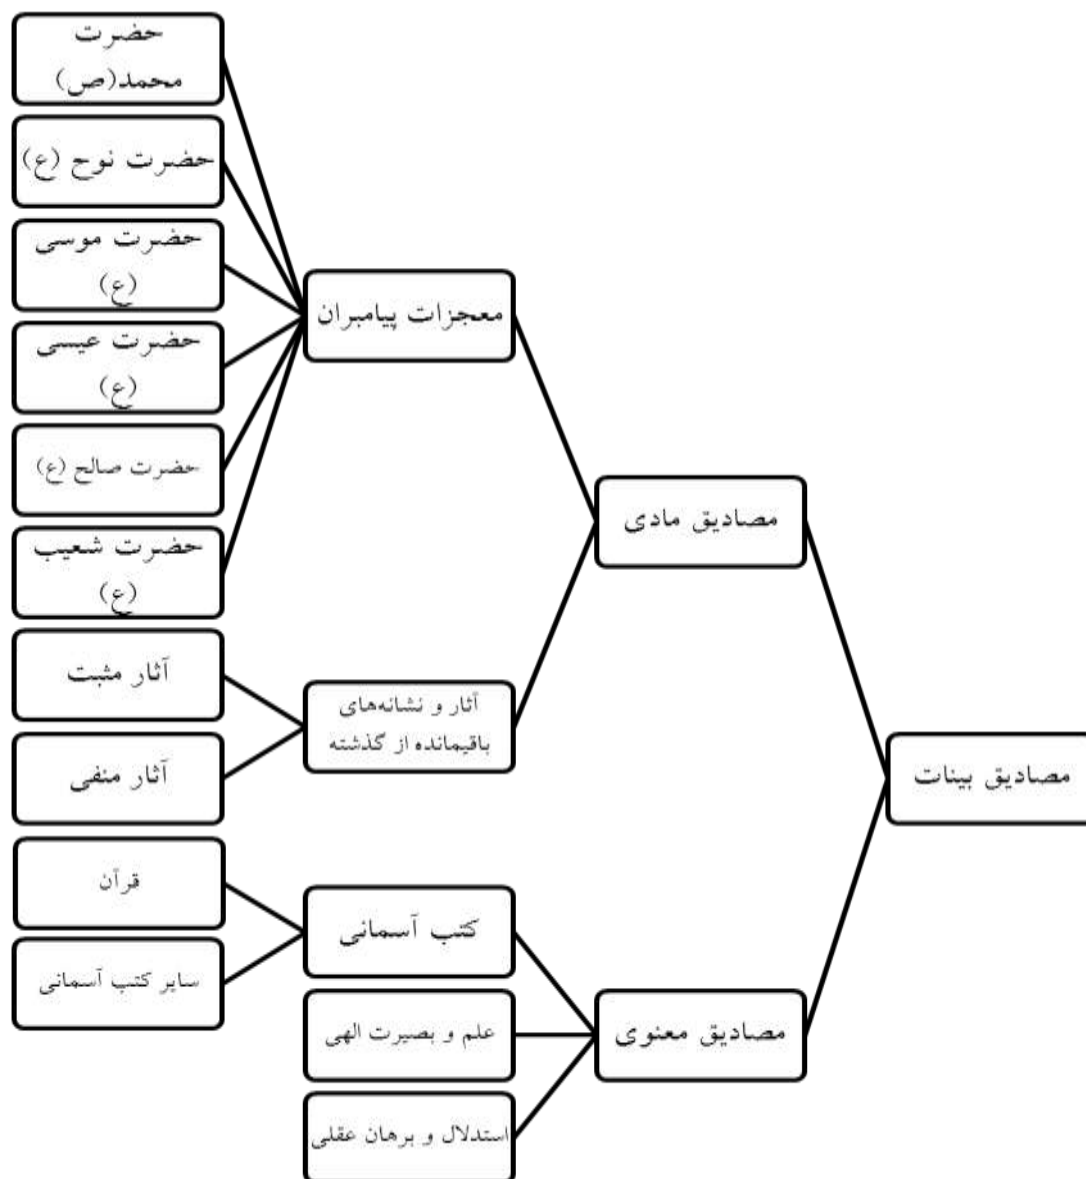 مصادیق بینات
مصادیق مادی
معجزات پیامبران
حضرت
محمد(ص)
حضرت نوح (ع)
حضرت موسی
(ع)
حضرت عیسی
(ع)
حضرت صالح (ع)
حضرت شعیب
(ع)
آثار و نشانه‌های
باقیمانده از گذشته
آثار مثبت
آثار منفی
مصادیق معنوی
کتب آسمانی
قرآن
سایر کتب آسمانی
علم و بصیرت الهی
استدلال و برهان عقلی